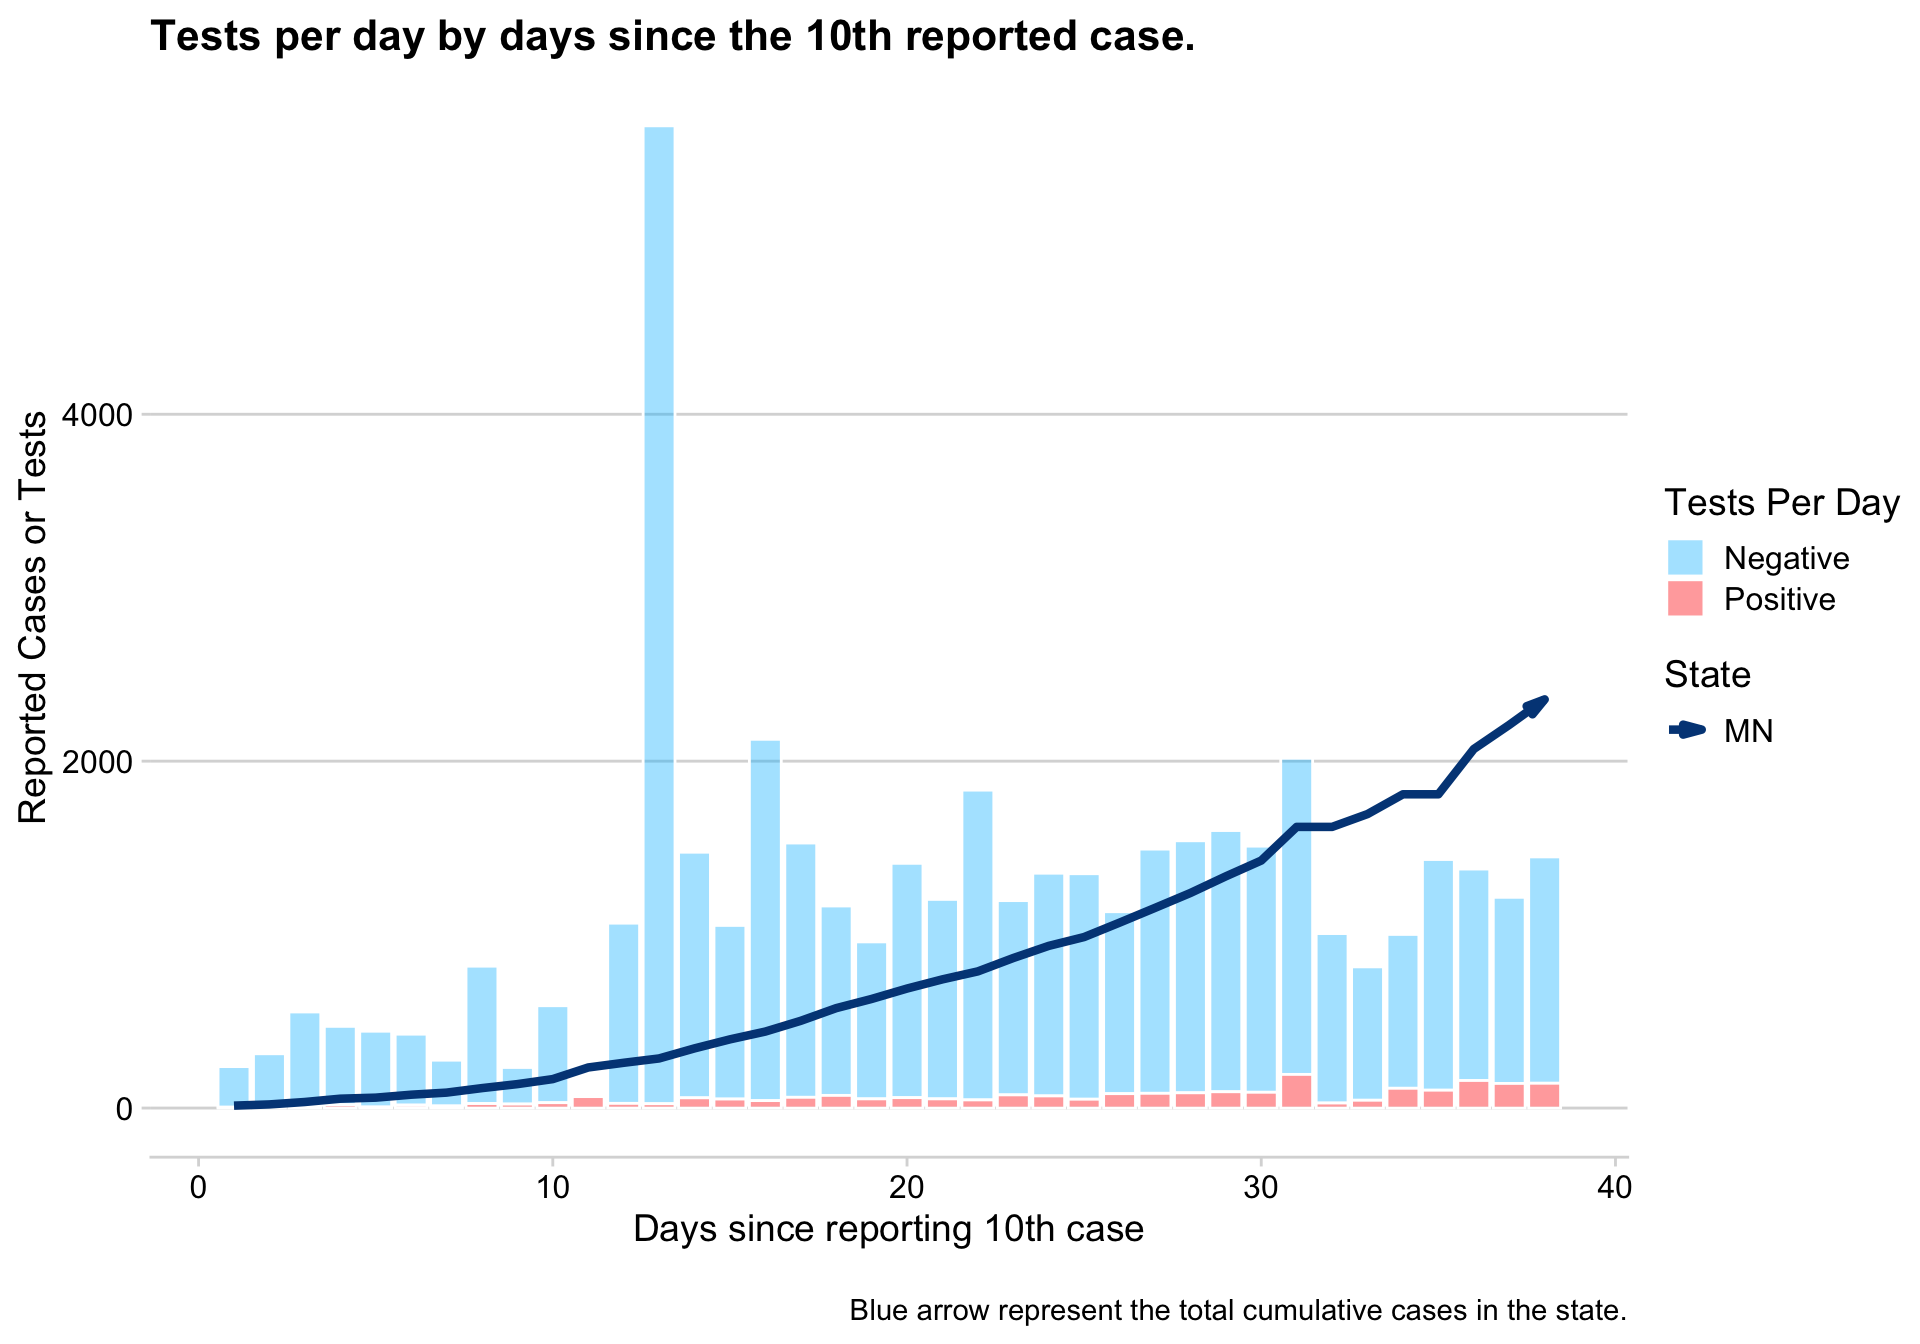 Tests per day by days since the 10th reported case.
Reported Cases or Tests
4000
2000
0
0 10 20 30 40
Days since reporting 10th case
Tests Per Day
Negative
Positive
State
MN
Blue arrow represent the total cumulative cases in the state.